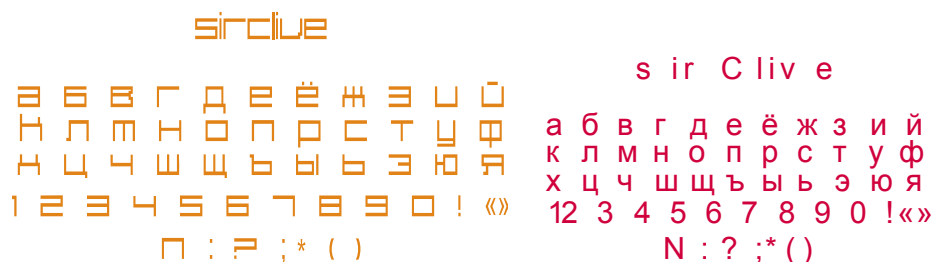 sirclive
а б в г д е ё ж з и й
к л м н о п р с т у ф
х ц ч ш щ ъ ы ь э ю я
1 2 3 4 5 6 7 8 9 0 ! «»
П : ? ; * ( )
s ir C liv e
а б в г д е ё ж з и й
к л м н о п р с т у ф
х ц ч ш щ ъ ы ь э ю я
12 3 4 5 6 7 8 9 0 !«»
N : ? ;* ( )